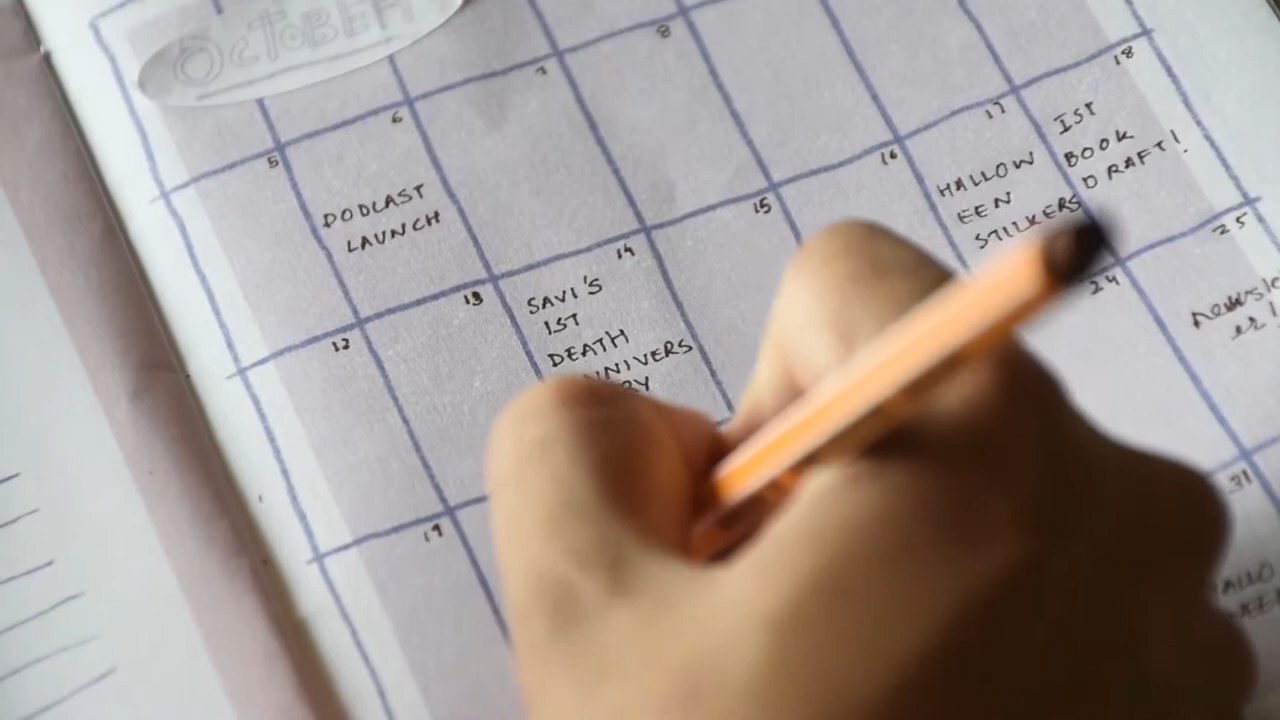 OCTOBER
5
6
7
8
PODCAST
LAUNCH
12
13
14
15
16
17
18
SAVI'S
1ST
DEATH
HALLOW
EEN
STICKERS
1ST
BOOK
DRAFT!
19
24
25
31